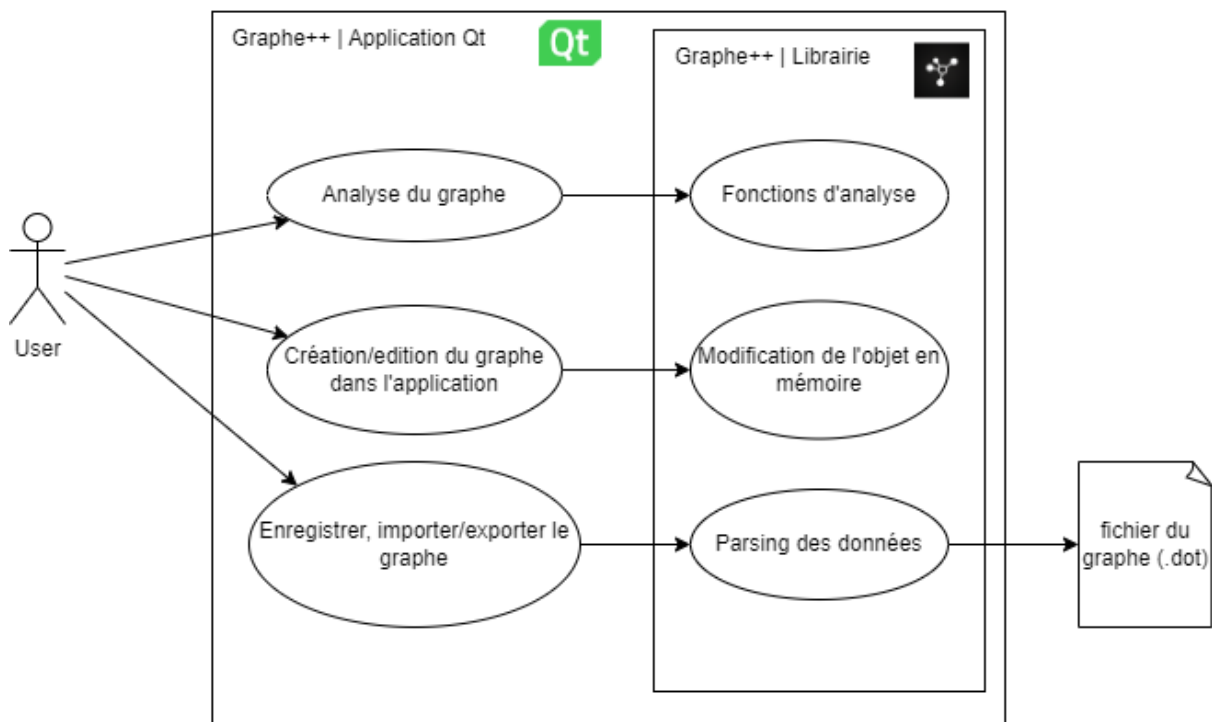 Graphe++ | Application Qt
Qt
Graphe++ | Librairie
Analyse du graphe
Fonctions d'analyse
User
Création/edition du graphe
dans l'application
Modification de l'objet en
mémoire
Enregistrer, importer/exporter le
graphe
Parsing des données
fichier du
graphe (.dot)